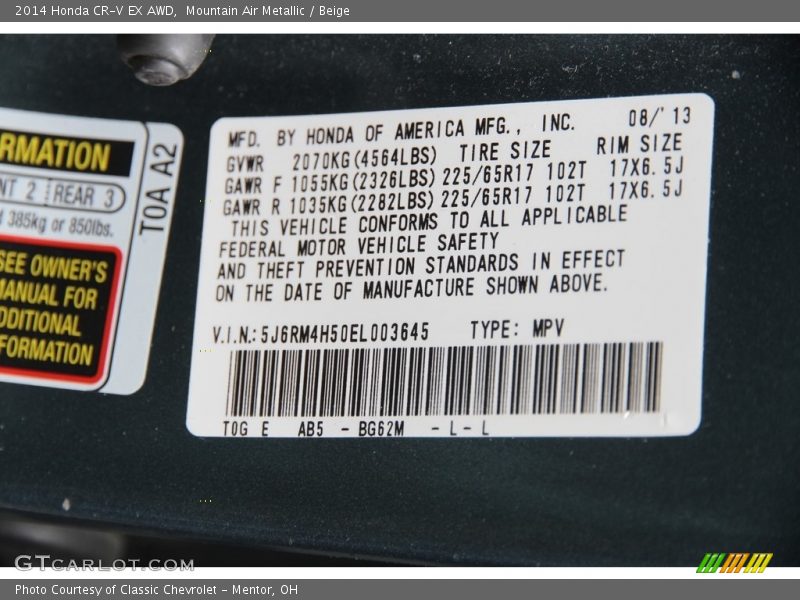 2014 Honda CR-V EX AWD, Mountain Air Metallic / Beige
RMATION
NT 2 REAR 3
385kg or 850lbs.
SEE OWNER'S
MANUAL FOR
DDITIONAL
FORMATION
T0A A2
MFD. BY HONDA OF AMERICA MFG., INC. 08/'13
GVWR 2070KG(4564LBS) TIRE SIZE RIM SIZE
GAWR F 1055KG(2326LBS) 225/65R17 102T 17X6.5J
GAWR R 1035KG(2282LBS) 225/65R17 102T 17X6.5J
THIS VEHICLE CONFORMS TO ALL APPLICABLE
FEDERAL MOTOR VEHICLE SAFETY
AND THEFT PREVENTION STANDARDS IN EFFECT
ON THE DATE OF MANUFACTURE SHOWN ABOVE.
V.I.N.: 5J6RM4H50EL003645 TYPE: MPV
T0G E AB5 - BG62M - L - L
GTCARLOT.COM
Photo Courtesy of Classic Chevrolet - Mentor, OH